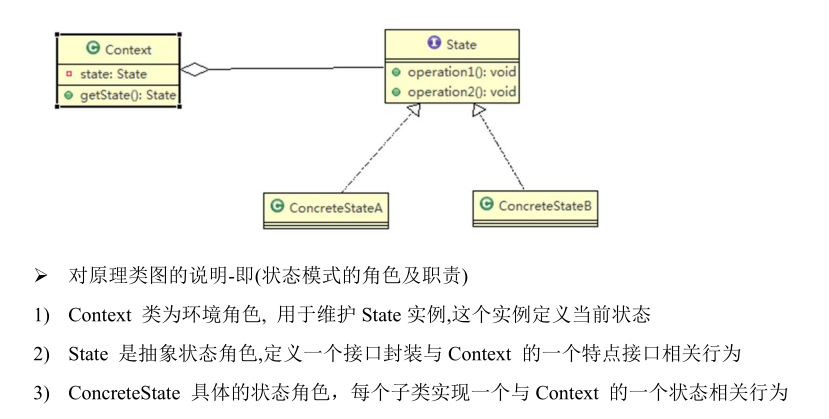 Context
state: State
getState(): State
State
operation1(): void
operation2(): void
ConcreteStateA
ConcreteStateB
➢ 对原理类图的说明-即(状态模式的角色及职责)
1) Context 类为环境角色, 用于维护 State 实例,这个实例定义当前状态
2) State 是抽象状态角色,定义一个接口封装与 Context 的一个特点接口相关行为
3) ConcreteState 具体的状态角色，每个子类实现一个与 Context 的一个状态相关行为